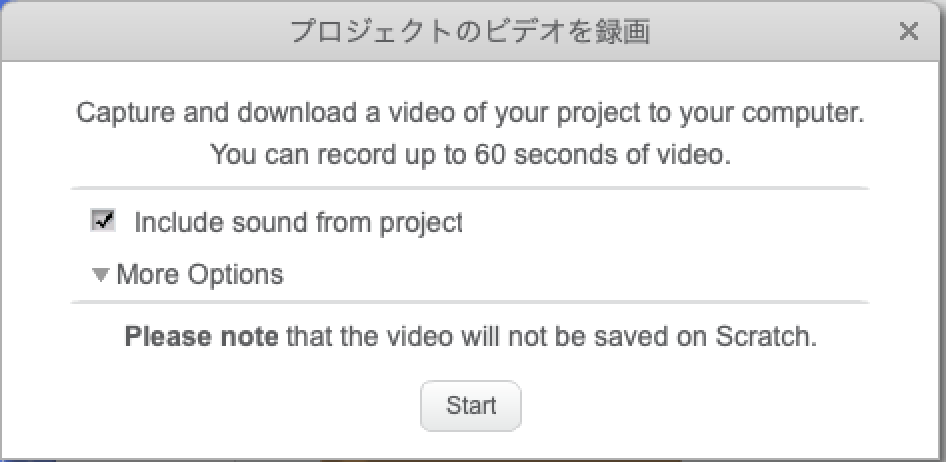 プロジェクトのビデオを録画 ×
Capture and download a video of your project to your computer.
You can record up to 60 seconds of video.
Include sound from project
More Options
Please note that the video will not be saved on Scratch.
Start